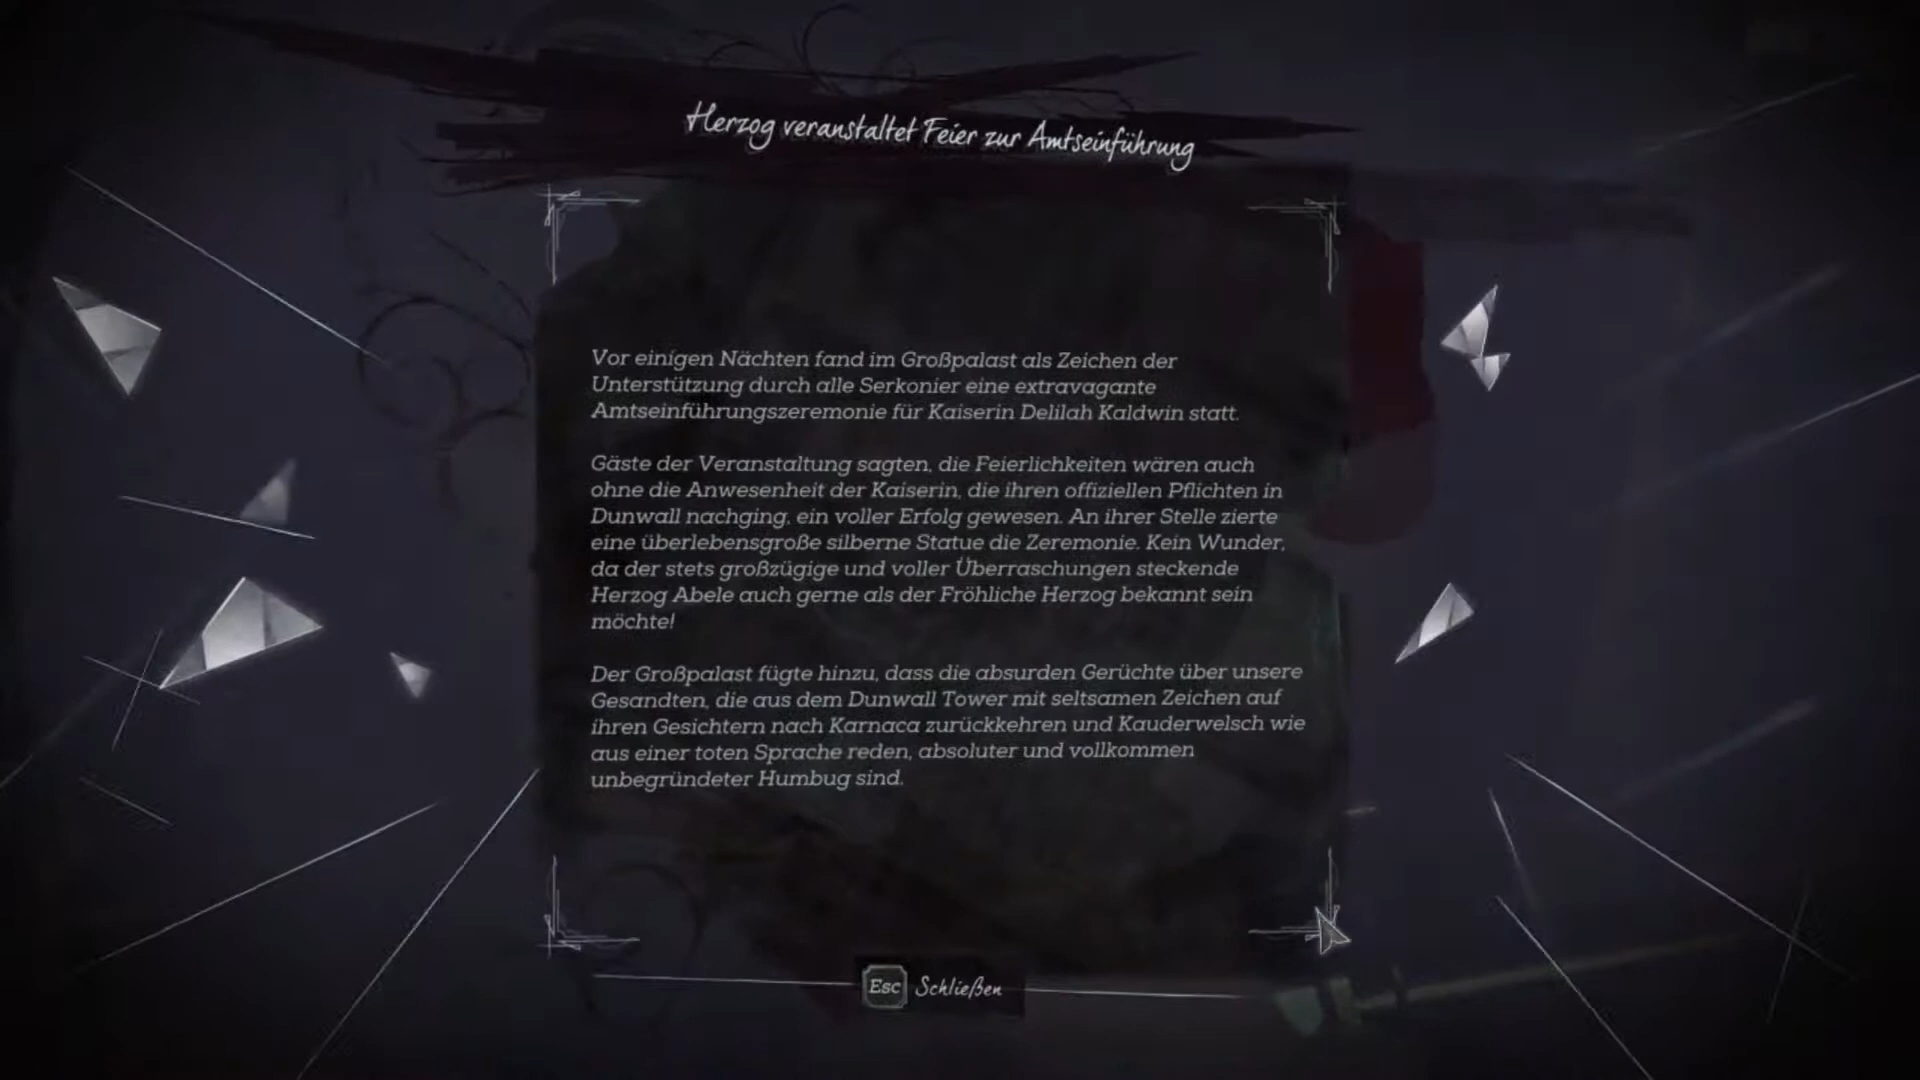 Herzog veranstaltet Feier zur Amtseinführung
Vor einigen Nächten fand im Großpalast als Zeichen der
Unterstützung durch alle Serkonier eine extravagante
Amtseinführungszeremonie für Kaiserin Delilah Kaldwin statt.
Gäste der Veranstaltung sagten, die Feierlichkeiten wären auch
ohne die Anwesenheit der Kaiserin, die ihren offiziellen Pflichten in
Dunwall nachging, ein voller Erfolg gewesen. An ihrer Stelle zierte
eine überlebensgroße silberne Statue die Zeremonie. Kein Wunder,
da der stets großzügige und voller Überraschungen steckende
Herzog Abele auch gerne als der Fröhliche Herzog bekannt sein
möchte!
Der Großpalast fügte hinzu, dass die absurden Gerüchte über unsere
Gesandten, die aus dem Dunwall Tower mit seltsamen Zeichen auf
ihren Gesichtern nach Karnaca zurückkehren und Kauderwelsch wie
aus einer toten Sprache reden, absoluter und vollkommen
unbegründeter Humbug sind.
Esc Schließen